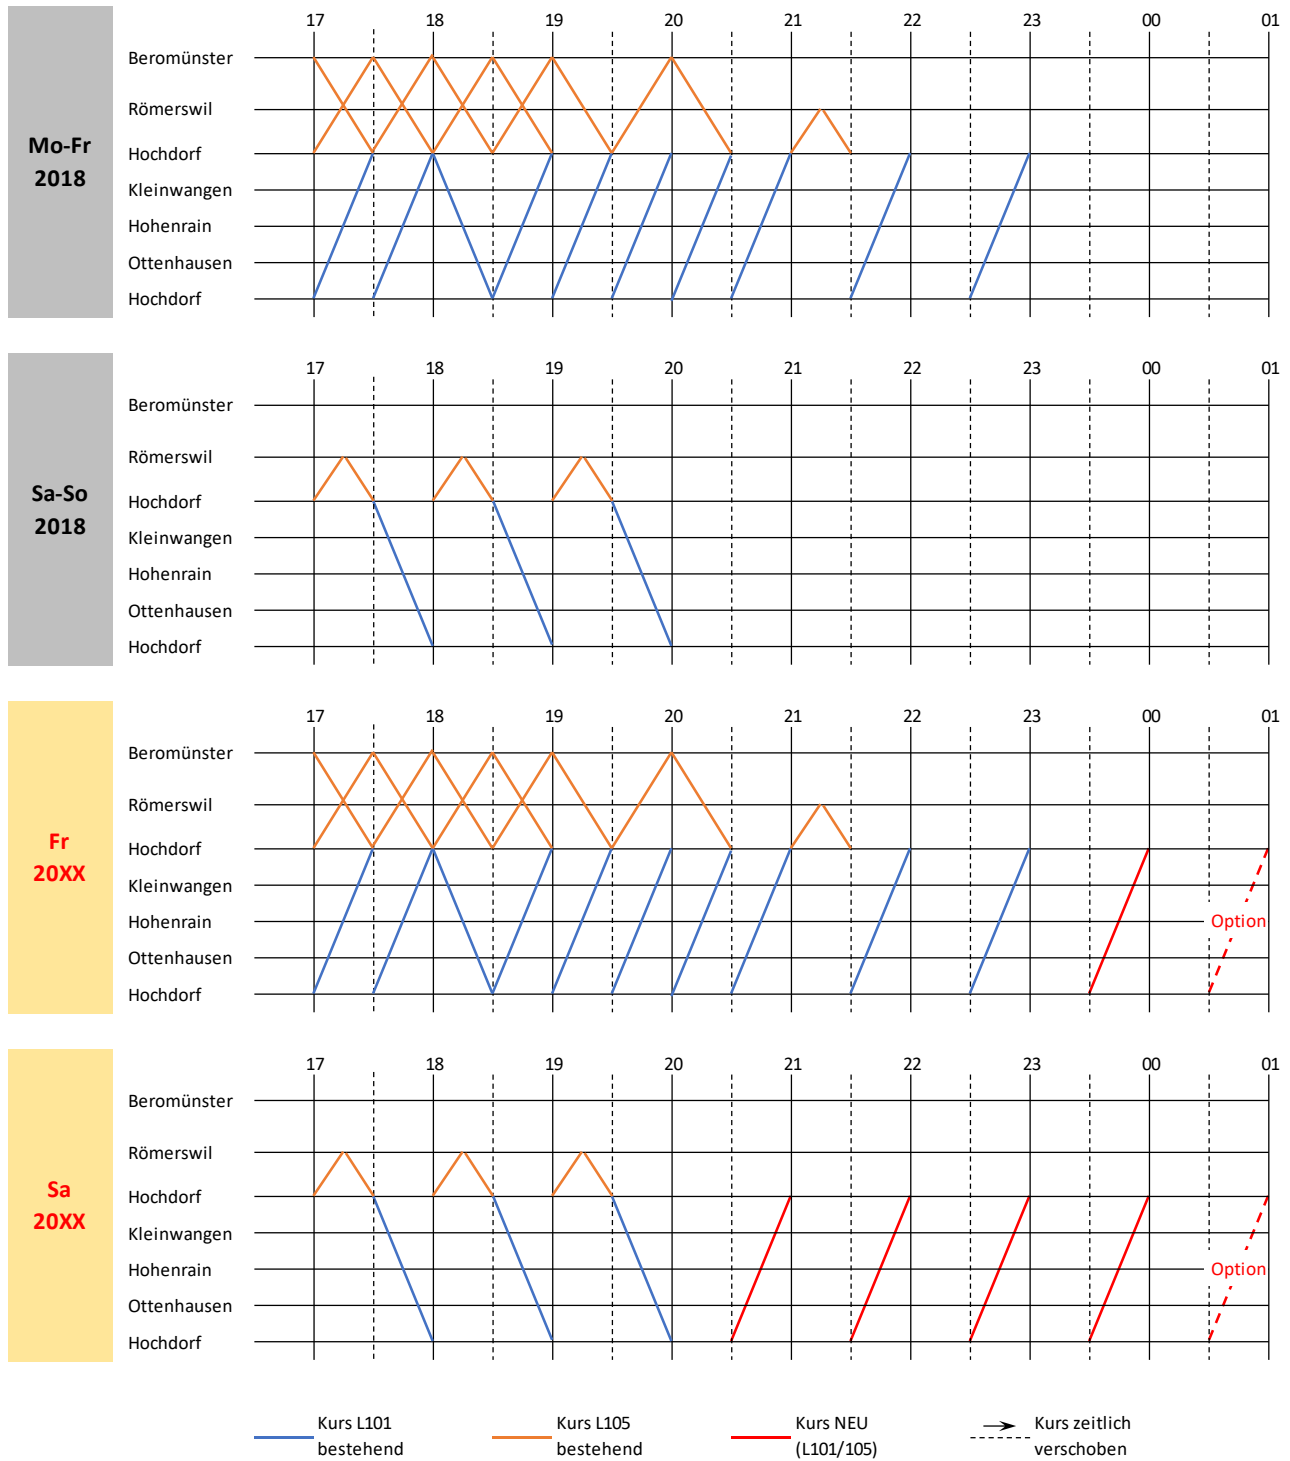 17 18 19 20 21 22 23 00 01
Beromünster
Römerswil
Mo-Fr
2018
Hochdorf
Kleinwangen
Hohenrain
Ottenhausen
Hochdorf
17 18 19 20 21 22 23 00 01
Beromünster
Römerswil
Sa-So
2018
Hochdorf
Kleinwangen
Hohenrain
Ottenhausen
Hochdorf
17 18 19 20 21 22 23 00 01
Beromünster
Römerswil
Fr
20XX
Hochdorf
Kleinwangen
Hohenrain
Option
Ottenhausen
Hochdorf
17 18 19 20 21 22 23 00 01
Beromünster
Römerswil
Sa
20XX
Hochdorf
Kleinwangen
Hohenrain
Option
Ottenhausen
Hochdorf
Kurs L101
bestehend
Kurs L105
bestehend
Kurs NEU
(L101/105)
Kurs zeitlich
verschoben